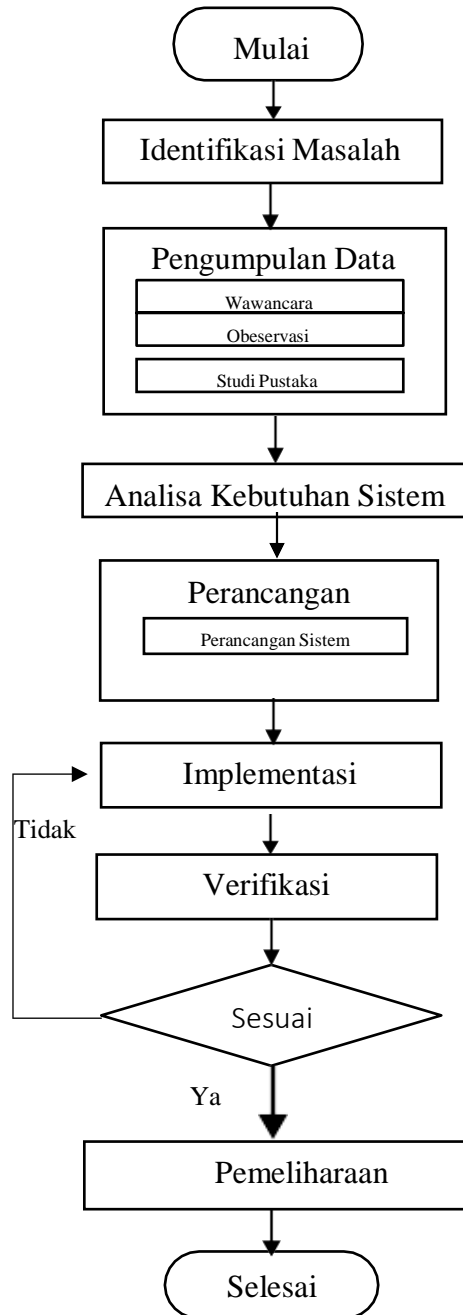 Mulai
Identifikasi Masalah
Pengumpulan Data
Wawancara
Obeservasi
Studi Pustaka
Analisa Kebutuhan Sistem
Perancangan
Perancangan Sistem
Implementasi
Tidak
Verifikasi
Sesuai
Ya
Pemeliharaan
Selesai